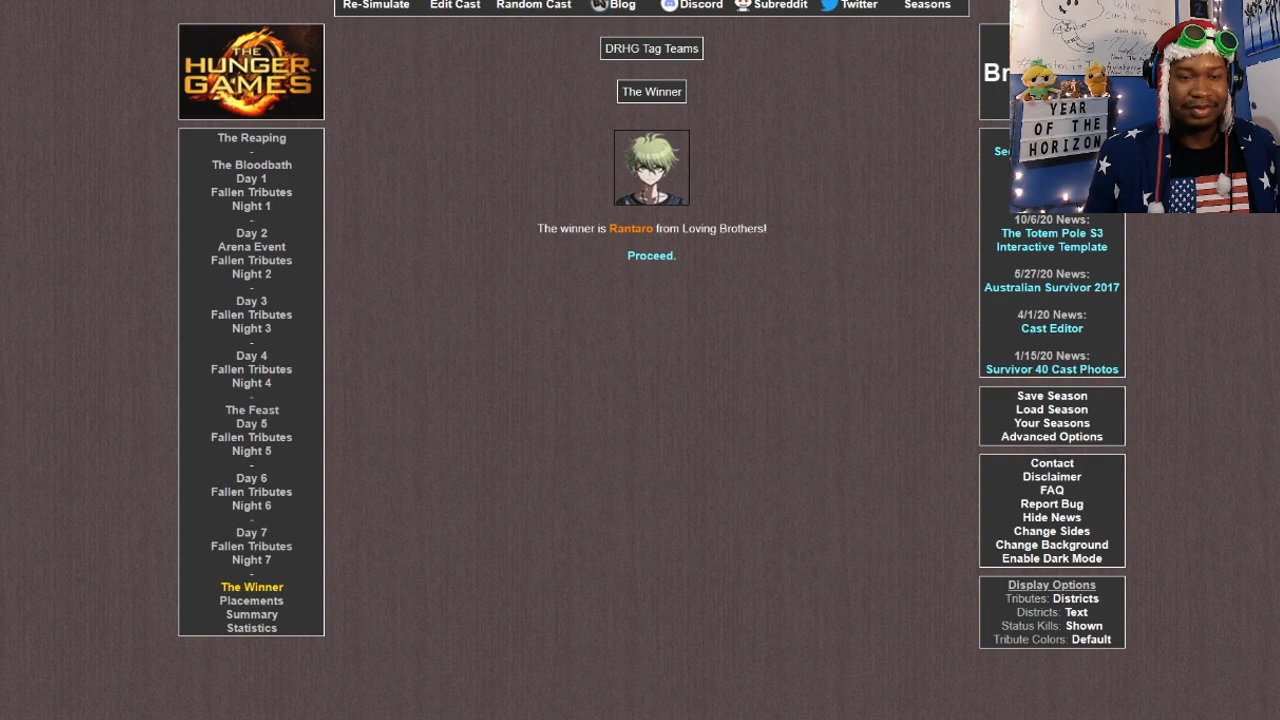 Re-Simulate Edit Cast Random Cast Blog Discord Subreddit Twitter Seasons
THE
HUNGER
GAMES
The Reaping
-
The Bloodbath
Day 1
Fallen Tributes
Night 1
-
Day 2
Arena Event
Fallen Tributes
Night 2
-
Day 3
Fallen Tributes
Night 3
-
Day 4
Fallen Tributes
Night 4
-
The Feast
Day 5
Fallen Tributes
Night 5
-
Day 6
Fallen Tributes
Night 6
-
Day 7
Fallen Tributes
Night 7
-
The Winner
Placements
Summary
Statistics
DRHG Tag Teams
The Winner
The winner is Rantaro from Loving Brothers!
Proceed.
YEAR
OF THE
HORIZON
10/6/20 News:
The Totem Pole S3
Interactive Template
5/27/20 News:
Australian Survivor 2017
4/1/20 News:
Cast Editor
1/15/20 News:
Survivor 40 Cast Photos
Save Season
Load Season
Your Seasons
Advanced Options
Contact
Disclaimer
FAQ
Report Bug
Hide News
Change Sides
Change Background
Enable Dark Mode
Display Options
Tributes: Districts
Districts: Text
Status Kills: Shown
Tribute Colors: Default